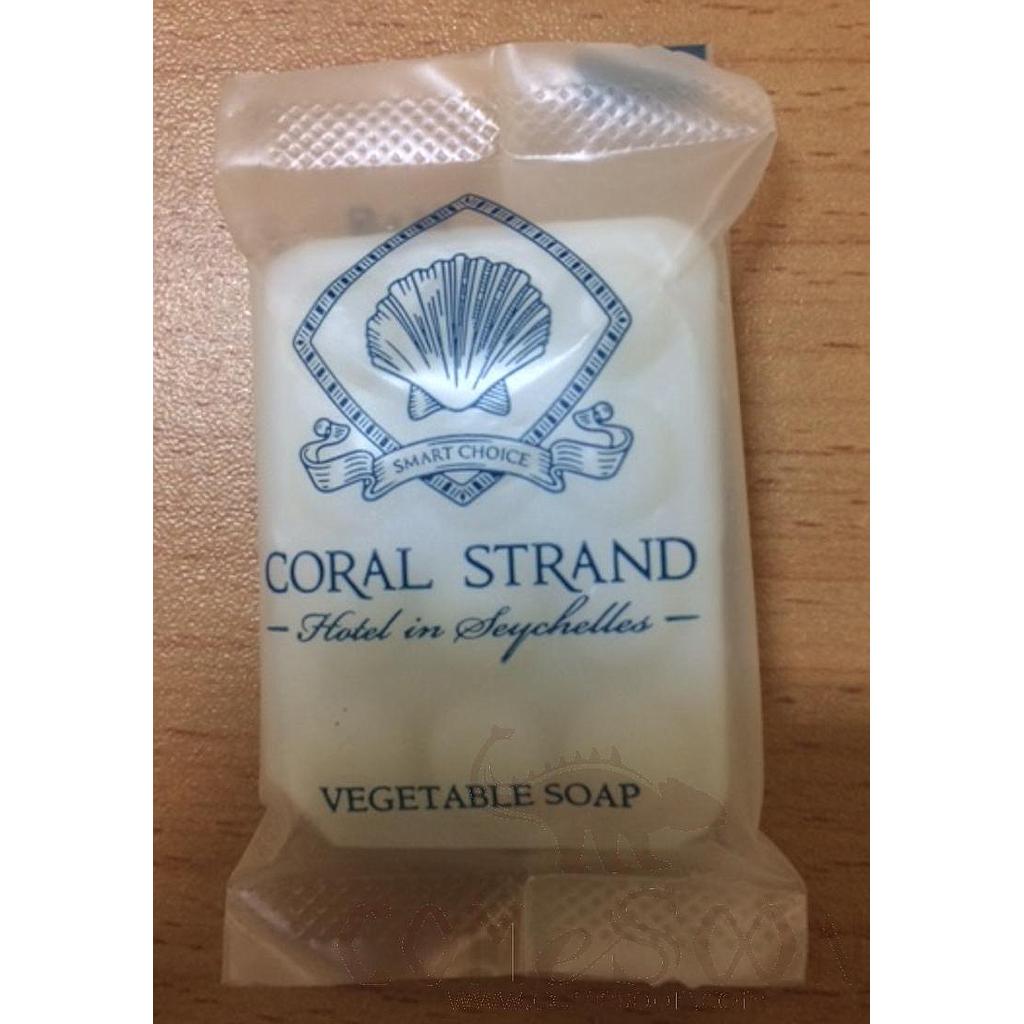 SMART CHOICE
CORAL STRAND
– Hotel in Seychelles –
VEGETABLE SOAP